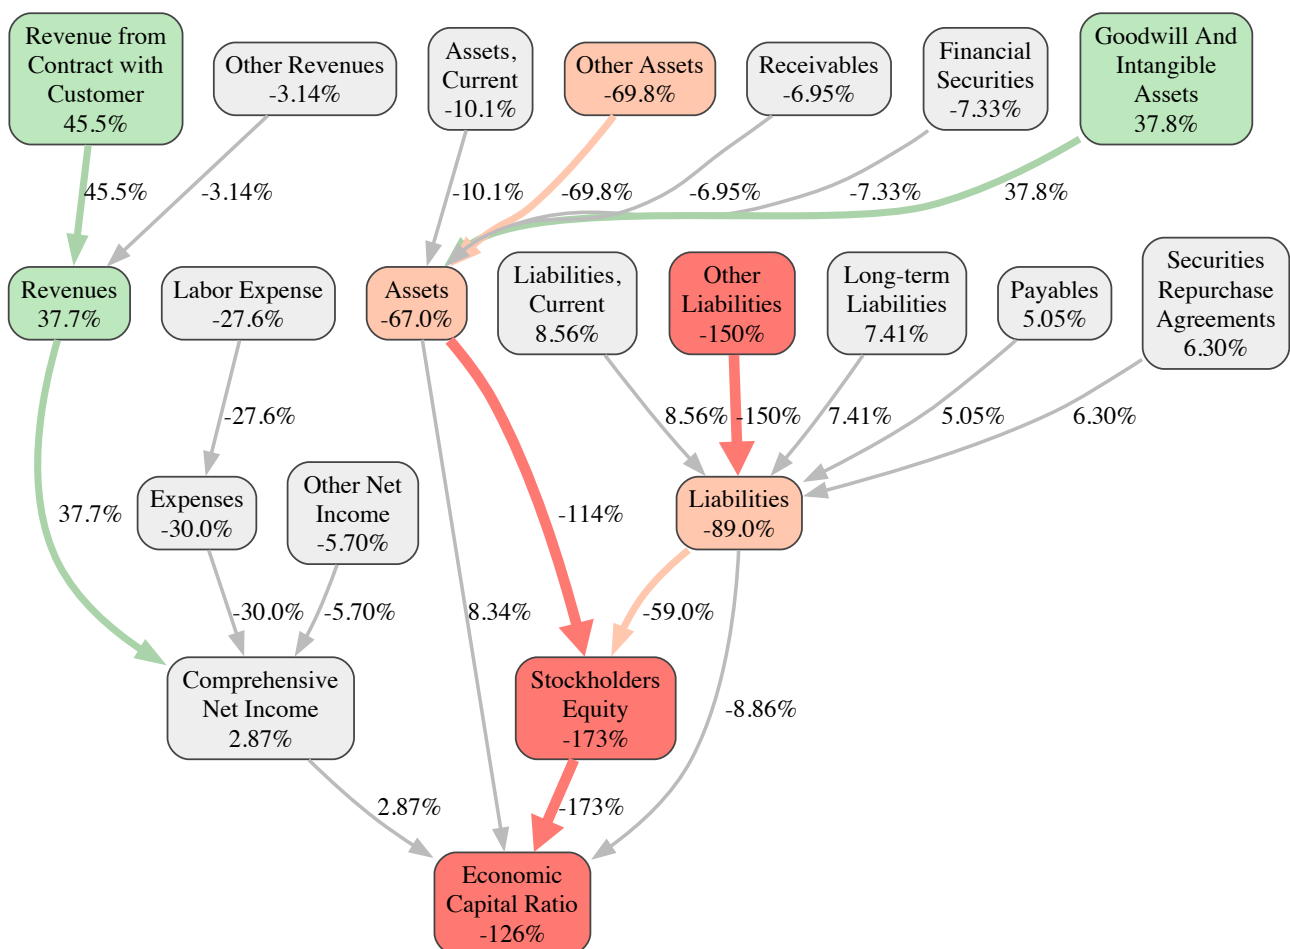 Revenue from
Contract with
Customer
45.5%
Other Revenues
-3.14%
Assets,
Current
-10.1%
Other Assets
-69.8%
Receivables
-6.95%
Financial
Securities
-7.33%
Goodwill And
Intangible
Assets
37.8%
45.5%
-3.14%
-10.1%
-69.8%
-6.95%
-7.33%
37.8%
Revenues
37.7%
Labor Expense
-27.6%
Assets
-67.0%
Liabilities,
Current
8.56%
Other
Liabilities
-150%
Long-term
Liabilities
7.41%
Payables
5.05%
Securities
Repurchase
Agreements
6.30%
-27.6%
8.56%
-150%
7.41%
5.05%
6.30%
37.7%
Expenses
-30.0%
Other Net
Income
-5.70%
-114%
Liabilities
-89.0%
-30.0%
-5.70%
8.34%
-59.0%
-8.86%
Comprehensive
Net Income
2.87%
Stockholders
Equity
-173%
2.87%
-173%
Economic
Capital Ratio
-126%